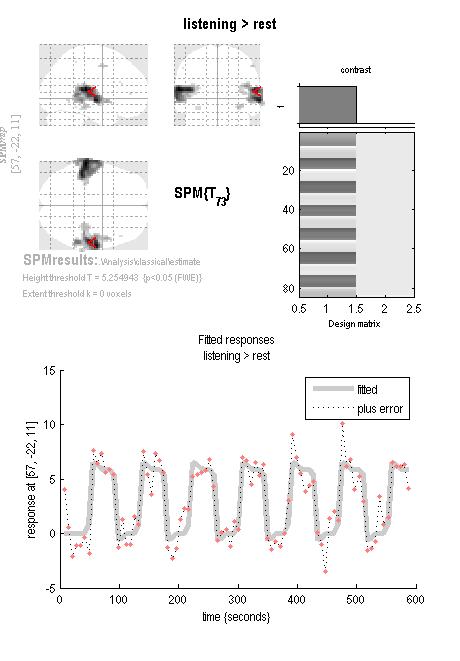 listening > rest
contrast
1
SPMmip
[57, -22, 11]
SPM{T73}
20
40
60
80
0.5 1 1.5 2 2.5
Design matrix
SPMresults: .\Analysis\classical\estimate
Height threshold T = 5.254943 {p<0.05 (FWE)}
Extent threshold k = 0 voxels
Fitted responses
listening > rest
fitted
plus error
15
10
5
0
-5
response at [57, -22, 11]
0 100 200 300 400 500 600
time {seconds}